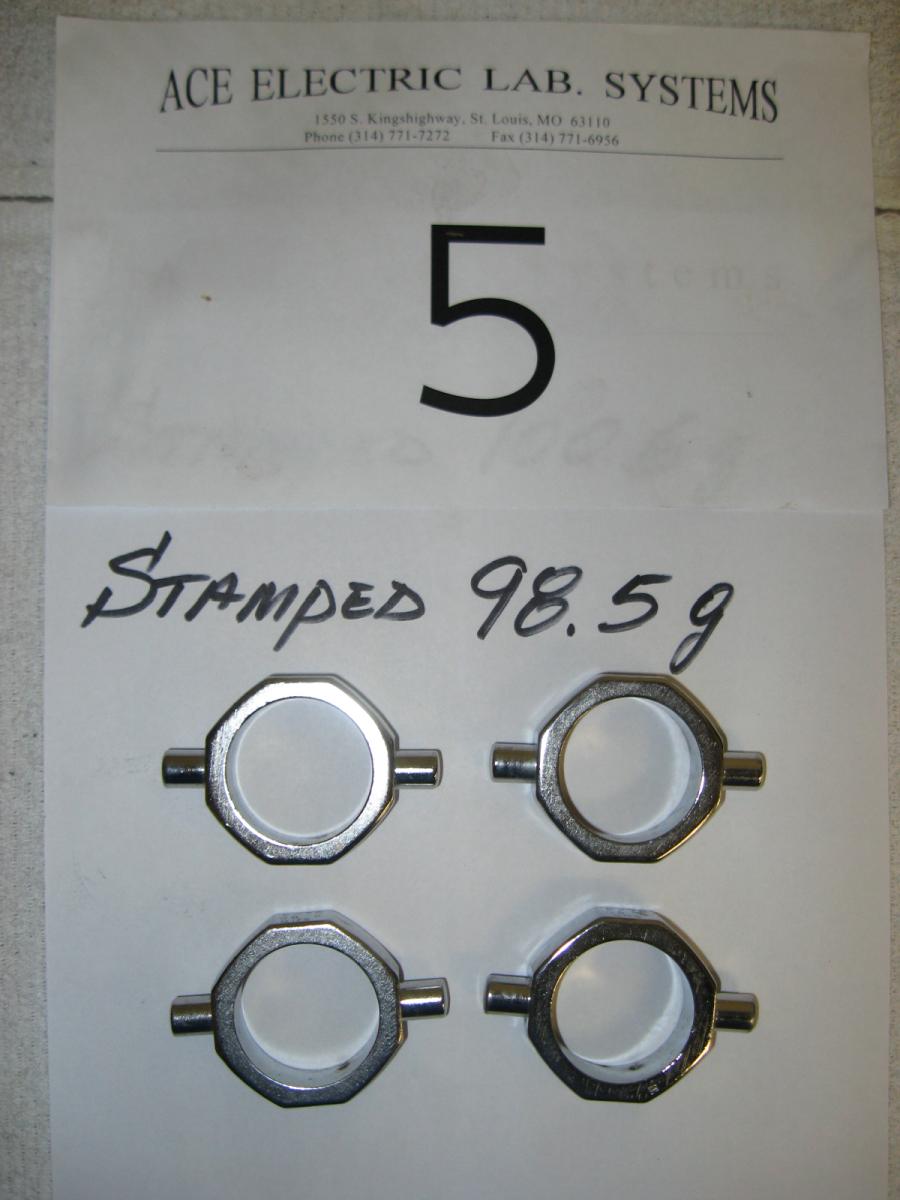 ACE ELECTRIC LAB. SYSTEMS
1550 S. Kingshighway, St. Louis, MO 63110
Phone (314) 771-7272 Fax (314) 771-6956
5
STAMPED 98.5 g